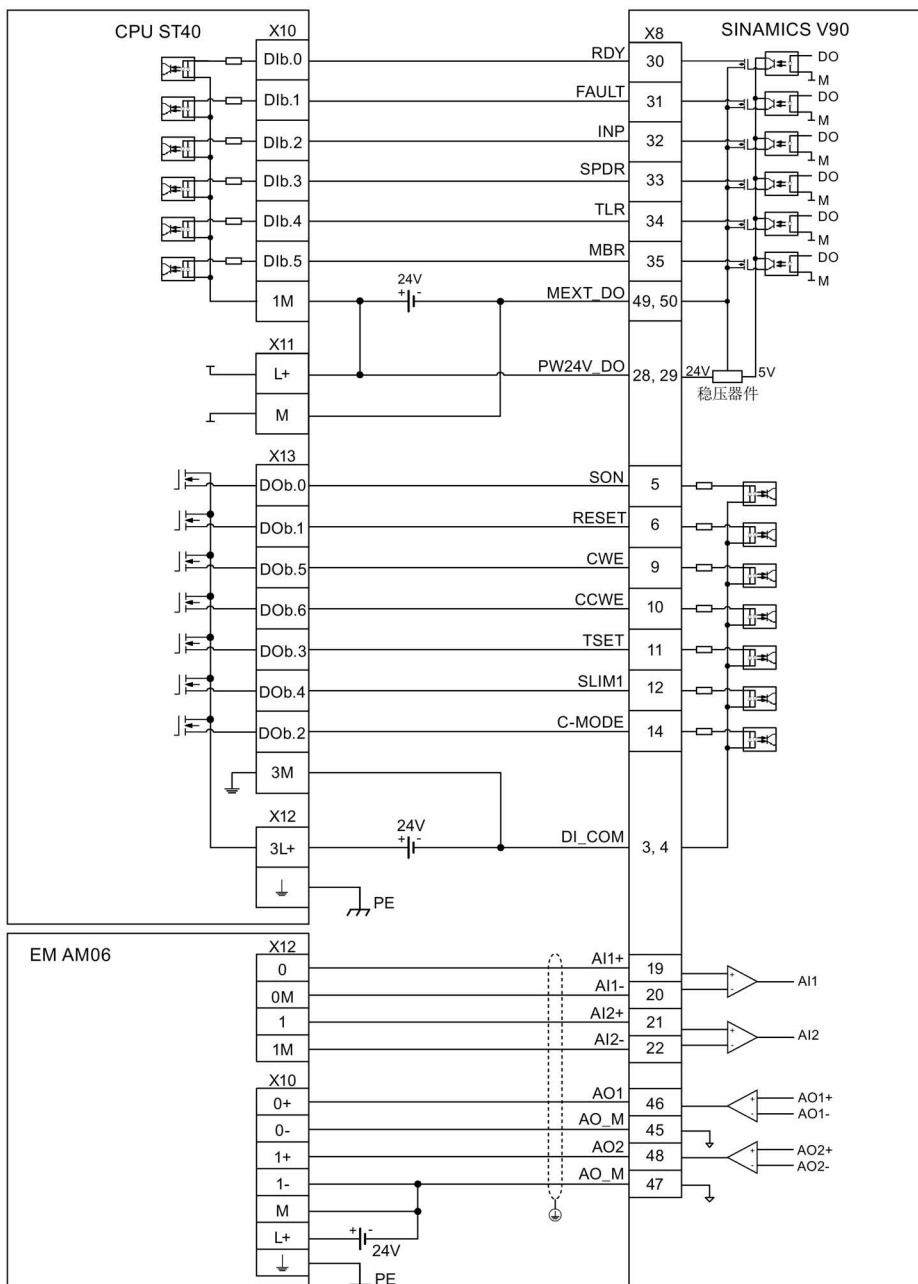 CPU ST40
X10
SINAMICS V90
X8
DIb.0
RDY
30
DO
M
DIb.1
FAULT
31
DO
M
DIb.2
INP
32
DO
M
DIb.3
SPDR
33
DO
M
DIb.4
TLR
34
DO
M
DIb.5
MBR
35
DO
M
1M
24V
+ -
MEXT_DO
49, 50
X11
L+
PW24V_DO
28, 29
24V
5V
稳压器件
M
X13
DOb.0
SON
5
DOb.1
RESET
6
DOb.5
CWE
9
DOb.6
CCWE
10
DOb.3
TSET
11
DOb.4
SLIM1
12
DOb.2
C-MODE
14
3M
X12
3L+
24V
+ -
DI_COM
3, 4
PE
EM AM06
X12
0
AI1+
19
+
-
AI1
0M
AI1-
20
1
AI2+
21
+
-
AI2
1M
AI2-
22
X10
0+
AO1
46
+
-
AO1+
AO1-
0-
AO_M
45
1+
AO2
48
+
-
AO2+
AO2-
1-
AO_M
47
M
L+
+ -
24V
PE